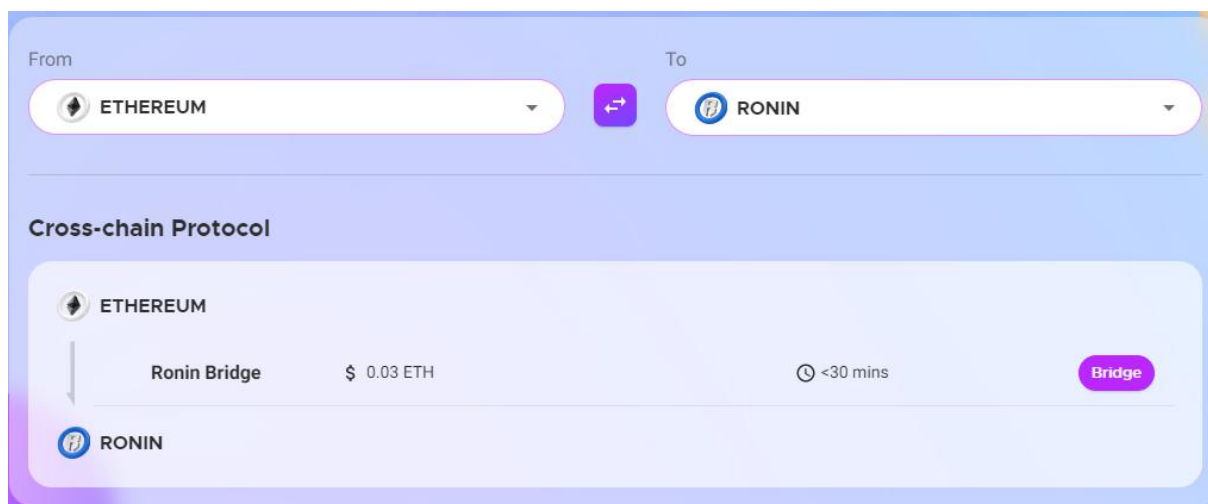 From To
ETHEREUM RONIN
Cross-chain Protocol
ETHEREUM
Ronin Bridge $ 0.03 ETH <30 mins Bridge
RONIN